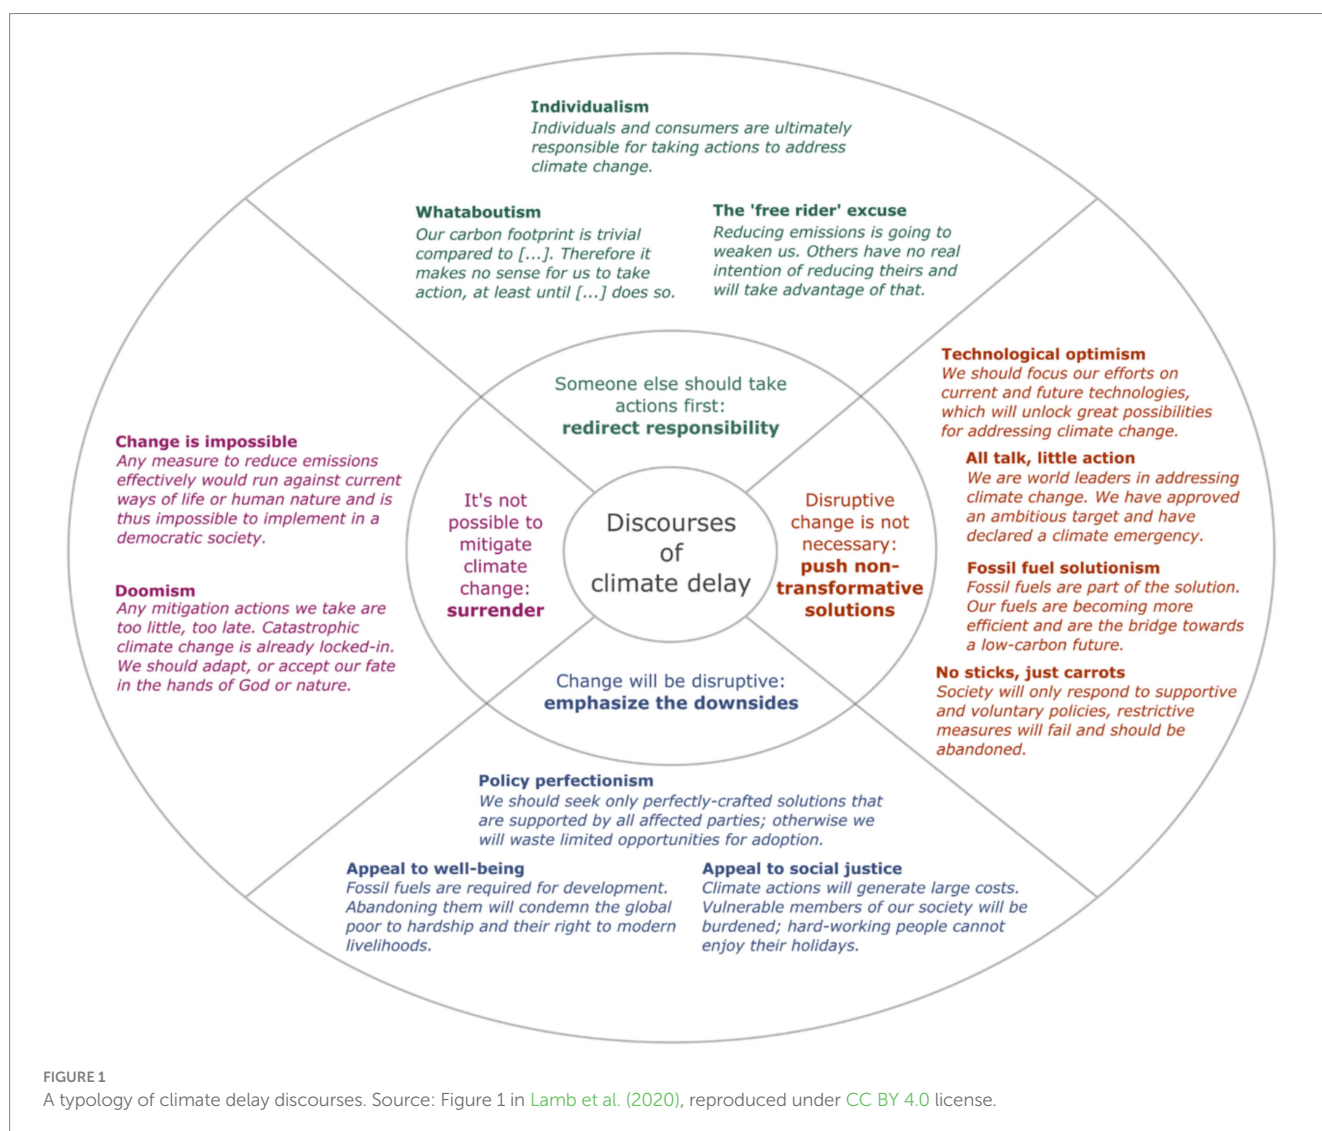 Individualism
Individuals and consumers are ultimately
responsible for taking actions to address
climate change.
Whataboutism
Our carbon footprint is trivial
compared to [...]. Therefore it
makes no sense for us to take
action, at least until [...] does so.
The 'free rider' excuse
Reducing emissions is going to
weaken us. Others have no real
intention of reducing theirs and
will take advantage of that.
Someone else should take
actions first:
redirect responsibility
Technological optimism
We should focus our efforts on
current and future technologies,
which will unlock great possibilities
for addressing climate change.
All talk, little action
We are world leaders in addressing
climate change. We have approved
an ambitious target and have
declared a climate emergency.
Fossil fuel solutionism
Fossil fuels are part of the solution.
Our fuels are becoming more
efficient and are the bridge towards
a low-carbon future.
No sticks, just carrots
Society will only respond to supportive
and voluntary policies, restrictive
measures will fail and should be
abandoned.
Change is impossible
Any measure to reduce emissions
effectively would run against current
ways of life or human nature and is
thus impossible to implement in a
democratic society.
Doomism
Any mitigation actions we take are
too little, too late. Catastrophic
climate change is already locked-in.
We should adapt, or accept our fate
in the hands of God or nature.
It's not
possible to
mitigate
climate
change:
surrender
Discourses
of
climate delay
Disruptive
change is not
necessary:
push non-
transformative
solutions
Change will be disruptive:
emphasize the downsides
Policy perfectionism
We should seek only perfectly-crafted solutions that
are supported by all affected parties; otherwise we
will waste limited opportunities for adoption.
Appeal to well-being
Fossil fuels are required for development.
Abandoning them will condemn the global
poor to hardship and their right to modern
livelihoods.
Appeal to social justice
Climate actions will generate large costs.
Vulnerable members of our society will be
burdened; hard-working people cannot
enjoy their holidays.
FIGURE 1
A typology of climate delay discourses. Source: Figure 1 in Lamb et al. (2020), reproduced under CC BY 4.0 license.